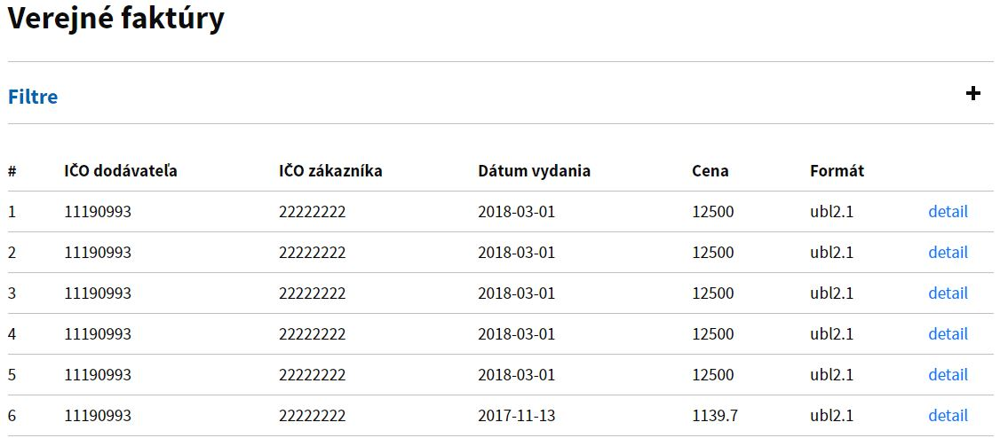 Verejné faktúry
Filtre +
# IČO dodávateľa IČO zákazníka Dátum vydania Cena Formát
1 11190993 22222222 2018-03-01 12500 ubl2.1 detail
2 11190993 22222222 2018-03-01 12500 ubl2.1 detail
3 11190993 22222222 2018-03-01 12500 ubl2.1 detail
4 11190993 22222222 2018-03-01 12500 ubl2.1 detail
5 11190993 22222222 2018-03-01 12500 ubl2.1 detail
6 11190993 22222222 2017-11-13 1139.7 ubl2.1 detail